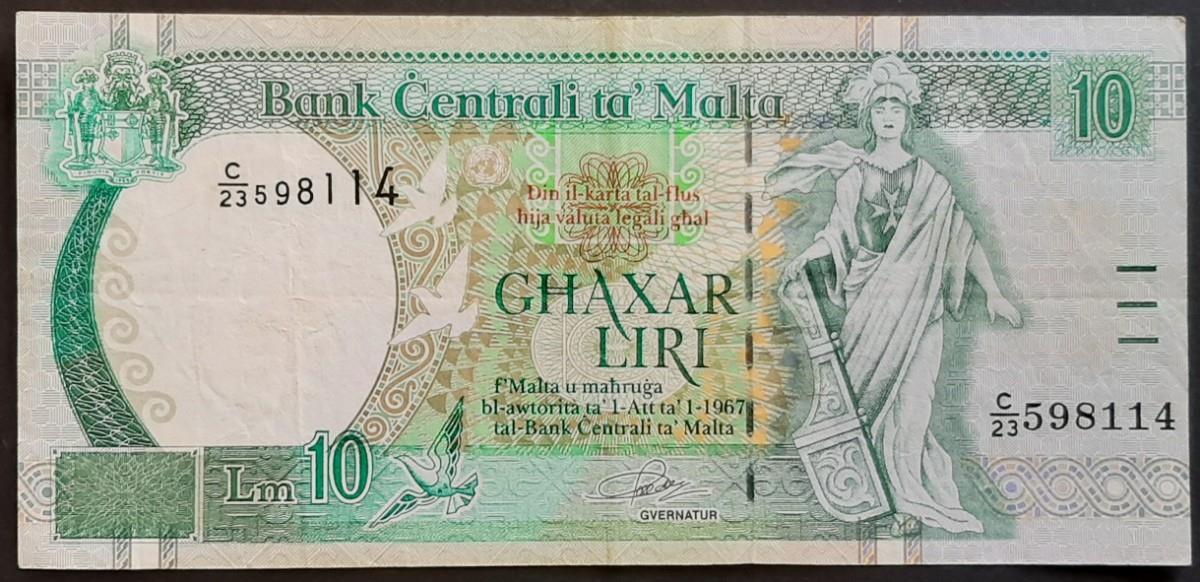 Bank Ċentrali ta' Malta
10
C/23 598114
Din il-karta tal-flus
hija valuta legali għal
GĦAXAR
LIRI
f'Malta u maħruġa
bl-awtorita ta' l-Att ta' l-1967
tal-Bank Ċentrali ta' Malta
C/23 598114
Lm 10
GVERNATUR